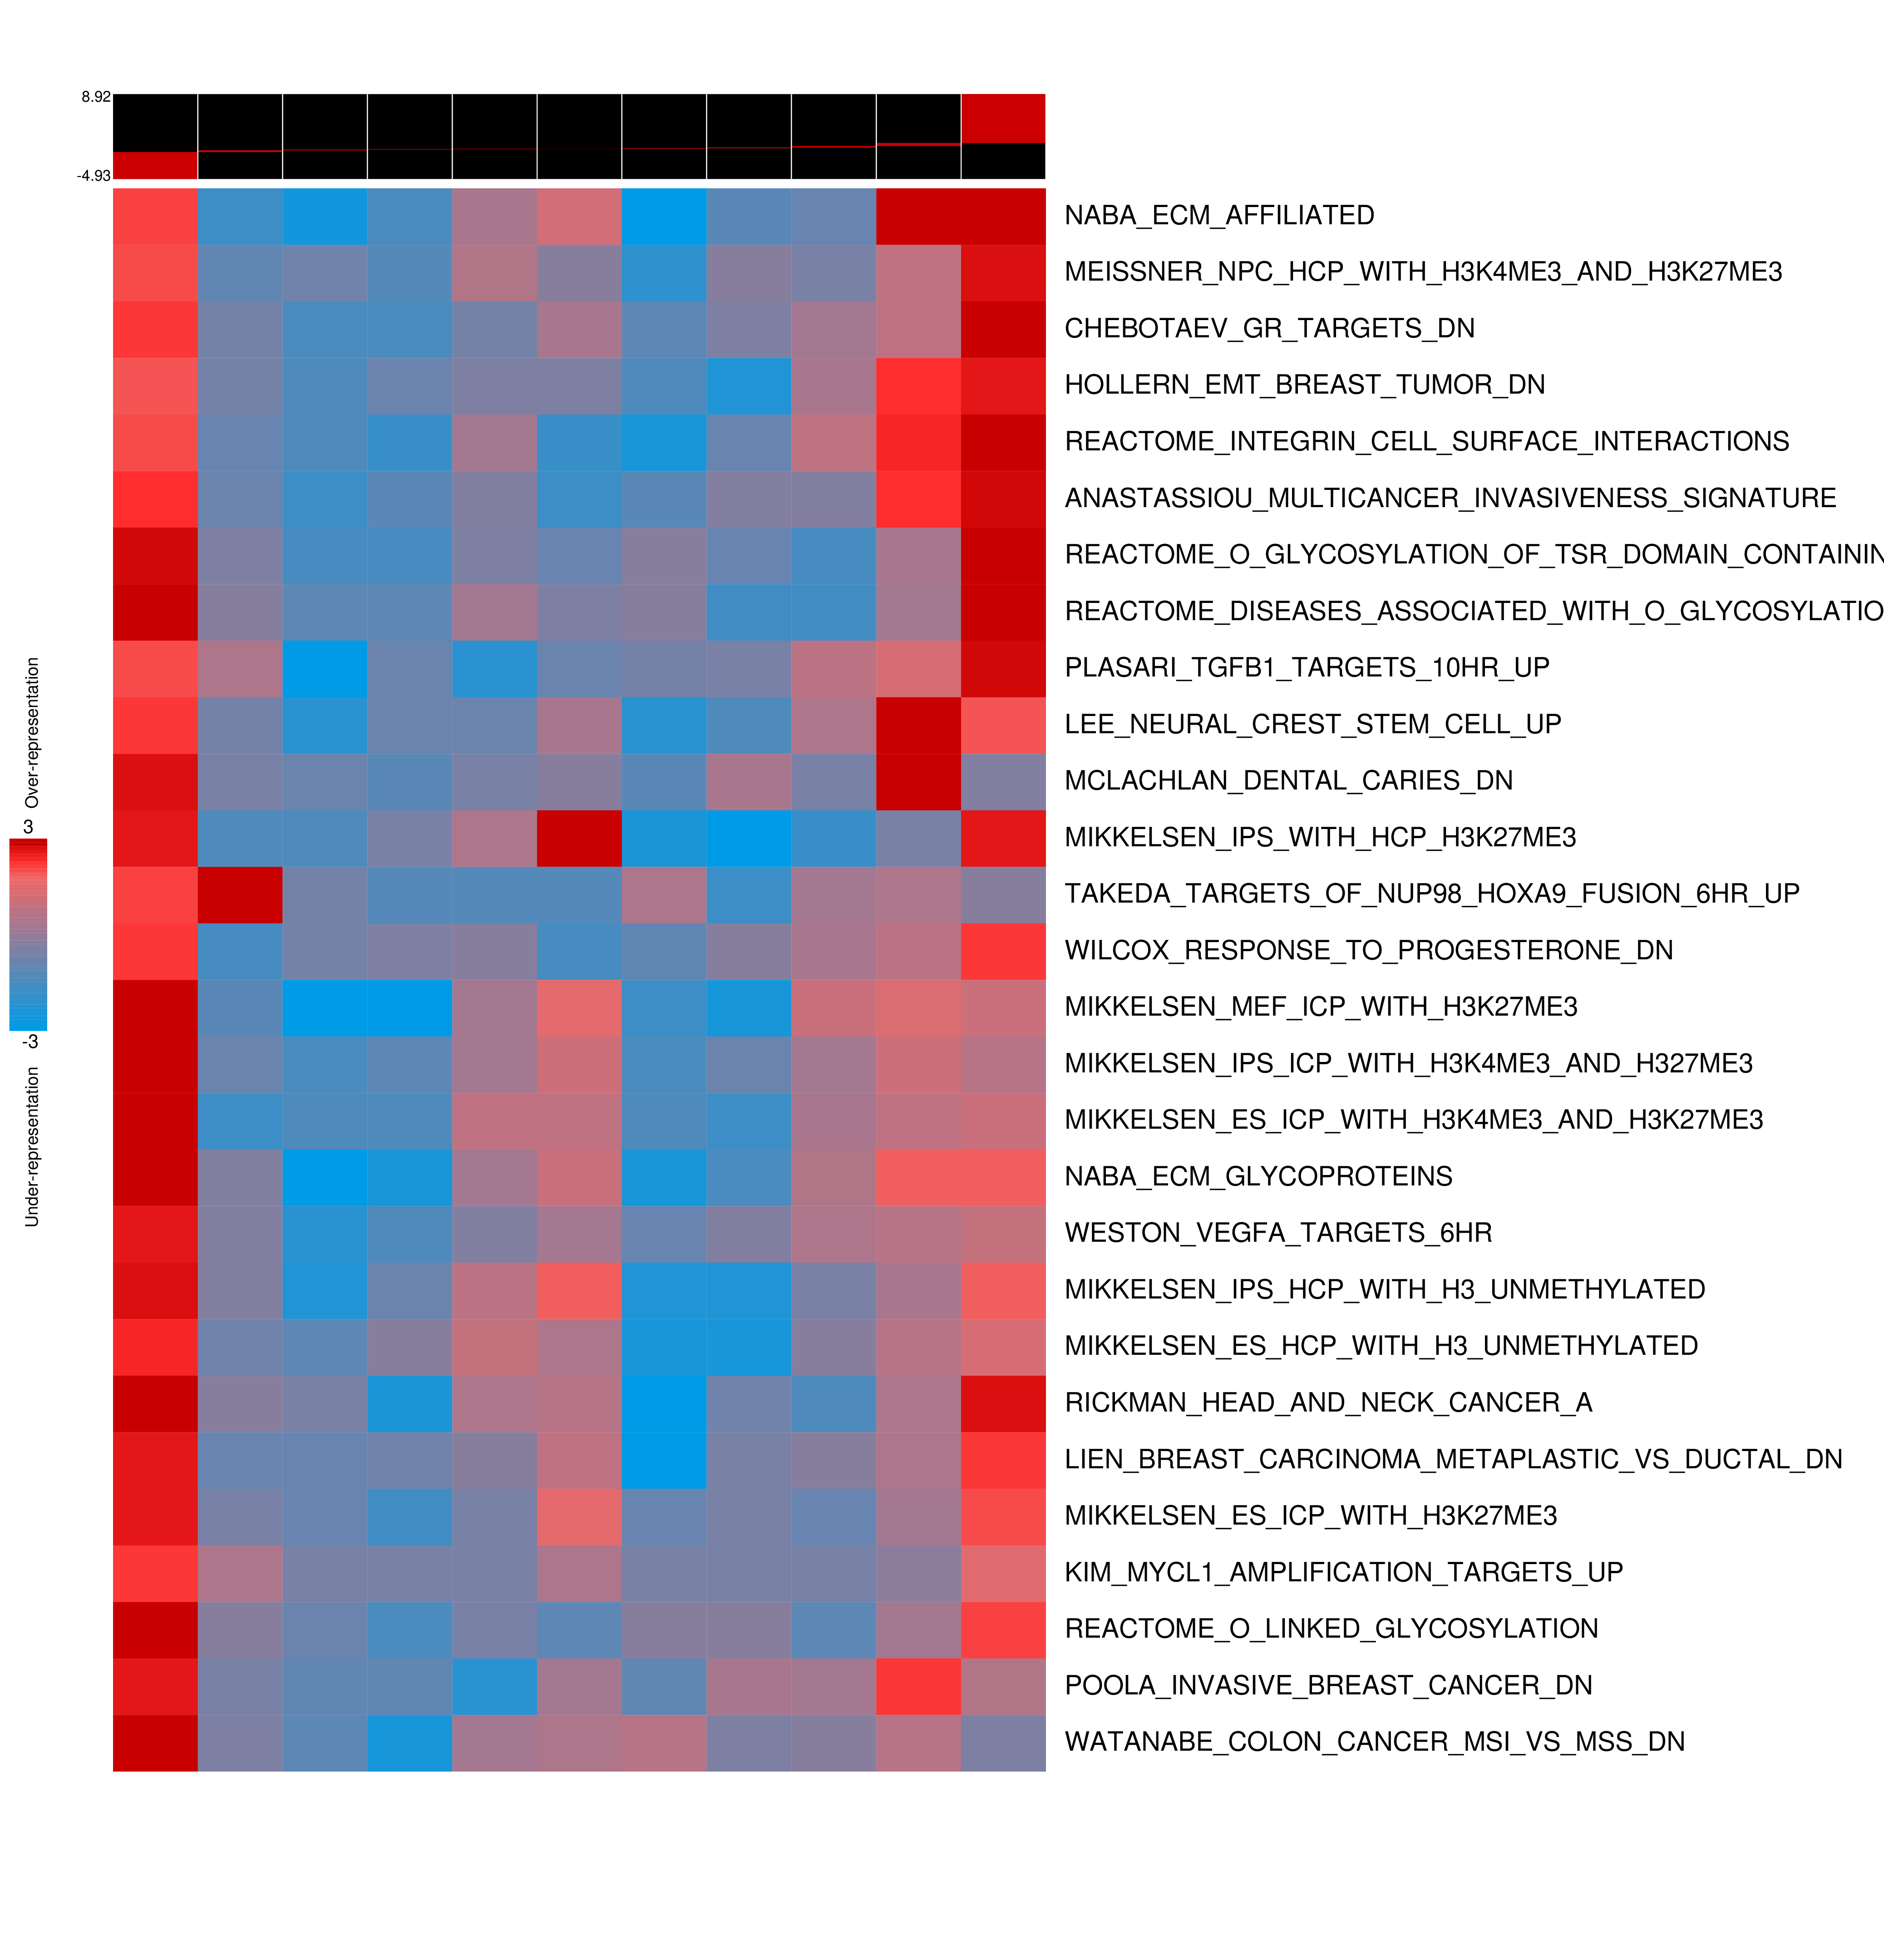 8.92
-4.93
NABA_ECM_AFFILIATED
MEISSNER_NPC_HCP_WITH_H3K4ME3_AND_H3K27ME3
CHEBOTAEV_GR_TARGETS_DN
HOLLERN_EMT_BREAST_TUMOR_DN
REACTOME_INTEGRIN_CELL_SURFACE_INTERACTIONS
ANASTASSIOU_MULTICANCER_INVASIVENESS_SIGNATURE
REACTOME_O_GLYCOSYLATION_OF_TSR_DOMAIN_CONTAININ
REACTOME_DISEASES_ASSOCIATED_WITH_O_GLYCOSYLATIO
PLASARI_TGFB1_TARGETS_10HR_UP
LEE_NEURAL_CREST_STEM_CELL_UP
MCLACHLAN_DENTAL_CARIES_DN
MIKKELSEN_IPS_WITH_HCP_H3K27ME3
TAKEDA_TARGETS_OF_NUP98_HOXA9_FUSION_6HR_UP
WILCOX_RESPONSE_TO_PROGESTERONE_DN
MIKKELSEN_MEF_ICP_WITH_H3K27ME3
MIKKELSEN_IPS_ICP_WITH_H3K4ME3_AND_H327ME3
MIKKELSEN_ES_ICP_WITH_H3K4ME3_AND_H3K27ME3
NABA_ECM_GLYCOPROTEINS
WESTON_VEGFA_TARGETS_6HR
MIKKELSEN_IPS_HCP_WITH_H3_UNMETHYLATED
MIKKELSEN_ES_HCP_WITH_H3_UNMETHYLATED
RICKMAN_HEAD_AND_NECK_CANCER_A
LIEN_BREAST_CARCINOMA_METAPLASTIC_VS_DUCTAL_DN
MIKKELSEN_ES_ICP_WITH_H3K27ME3
KIM_MYCL1_AMPLIFICATION_TARGETS_UP
REACTOME_O_LINKED_GLYCOSYLATION
POOLA_INVASIVE_BREAST_CANCER_DN
WATANABE_COLON_CANCER_MSI_VS_MSS_DN
Over-representation
3
-3
Under-representation